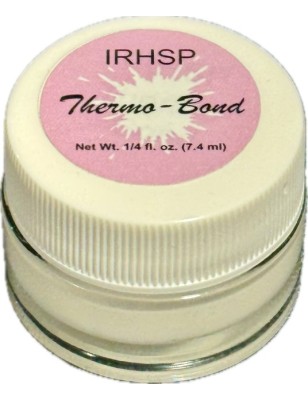 IRHSP
Thermo-Bond
Net Wt. 1/4 fl. oz. (7.4 ml)